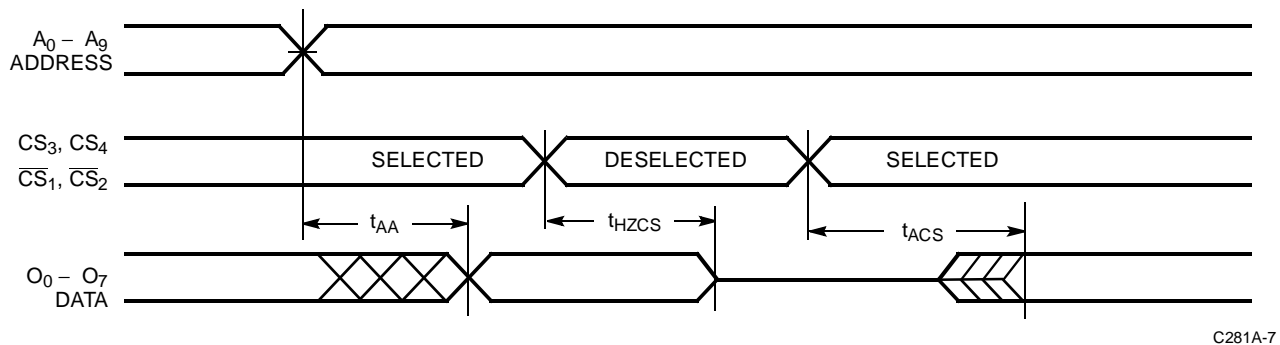 A0 – A9
ADDRESS
CS3, CS4
CS1, CS2
SELECTED
DESELECTED
SELECTED
tAA
tHZCS
tACS
O0 – O7
DATA
C281A-7